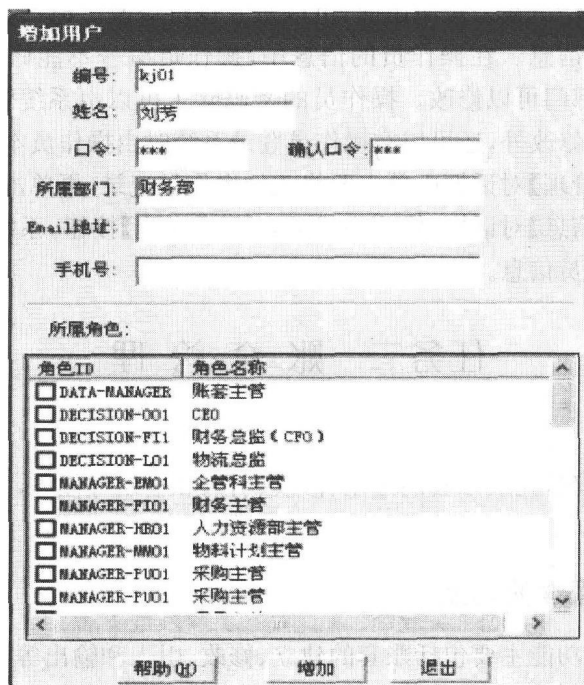 增加用户
编号: kj01
姓名: 刘芳
口令: *** 确认口令: ***
所属部门: 财务部
Email地址:
手机号:
所属角色:
角色ID 角色名称
DATA-MANAGER 账套主管
DECISION-001 CEO
DECISION-FI1 财务总监(CFO)
DECISION-LO1 物流总监
MANAGER-EM01 企管科主管
MANAGER-FI01 财务主管
MANAGER-HR01 人力资源部主管
MANAGER-MM01 物料计划主管
MANAGER-PU01 采购主管
MANAGER-PU01 采购主管
帮助(H) 增加 退出